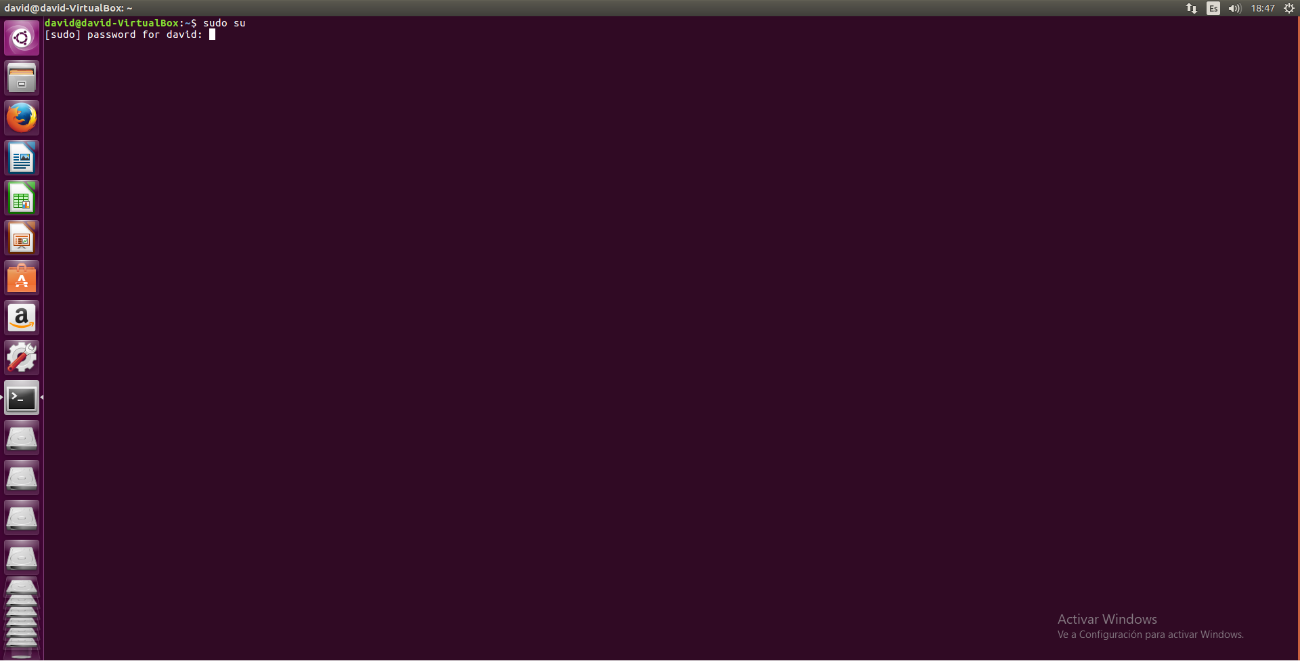 david@david-VirtualBox: ~
Es
18:47
david@david-VirtualBox:~$ sudo su
[sudo] password for david:
a
>_
Activar Windows
Ve a Configuración para activar Windows.